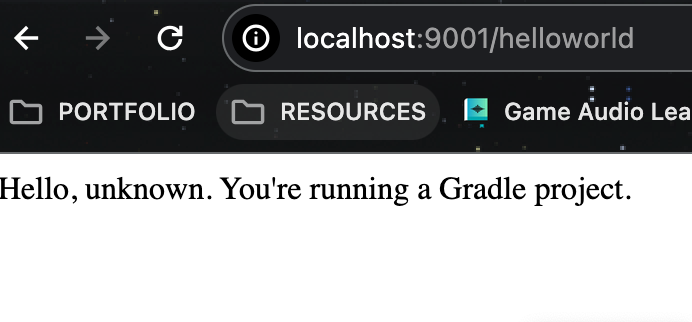 localhost:9001/helloworld
PORTFOLIO RESOURCES Game Audio Lea
Hello, unknown. You're running a Gradle project.